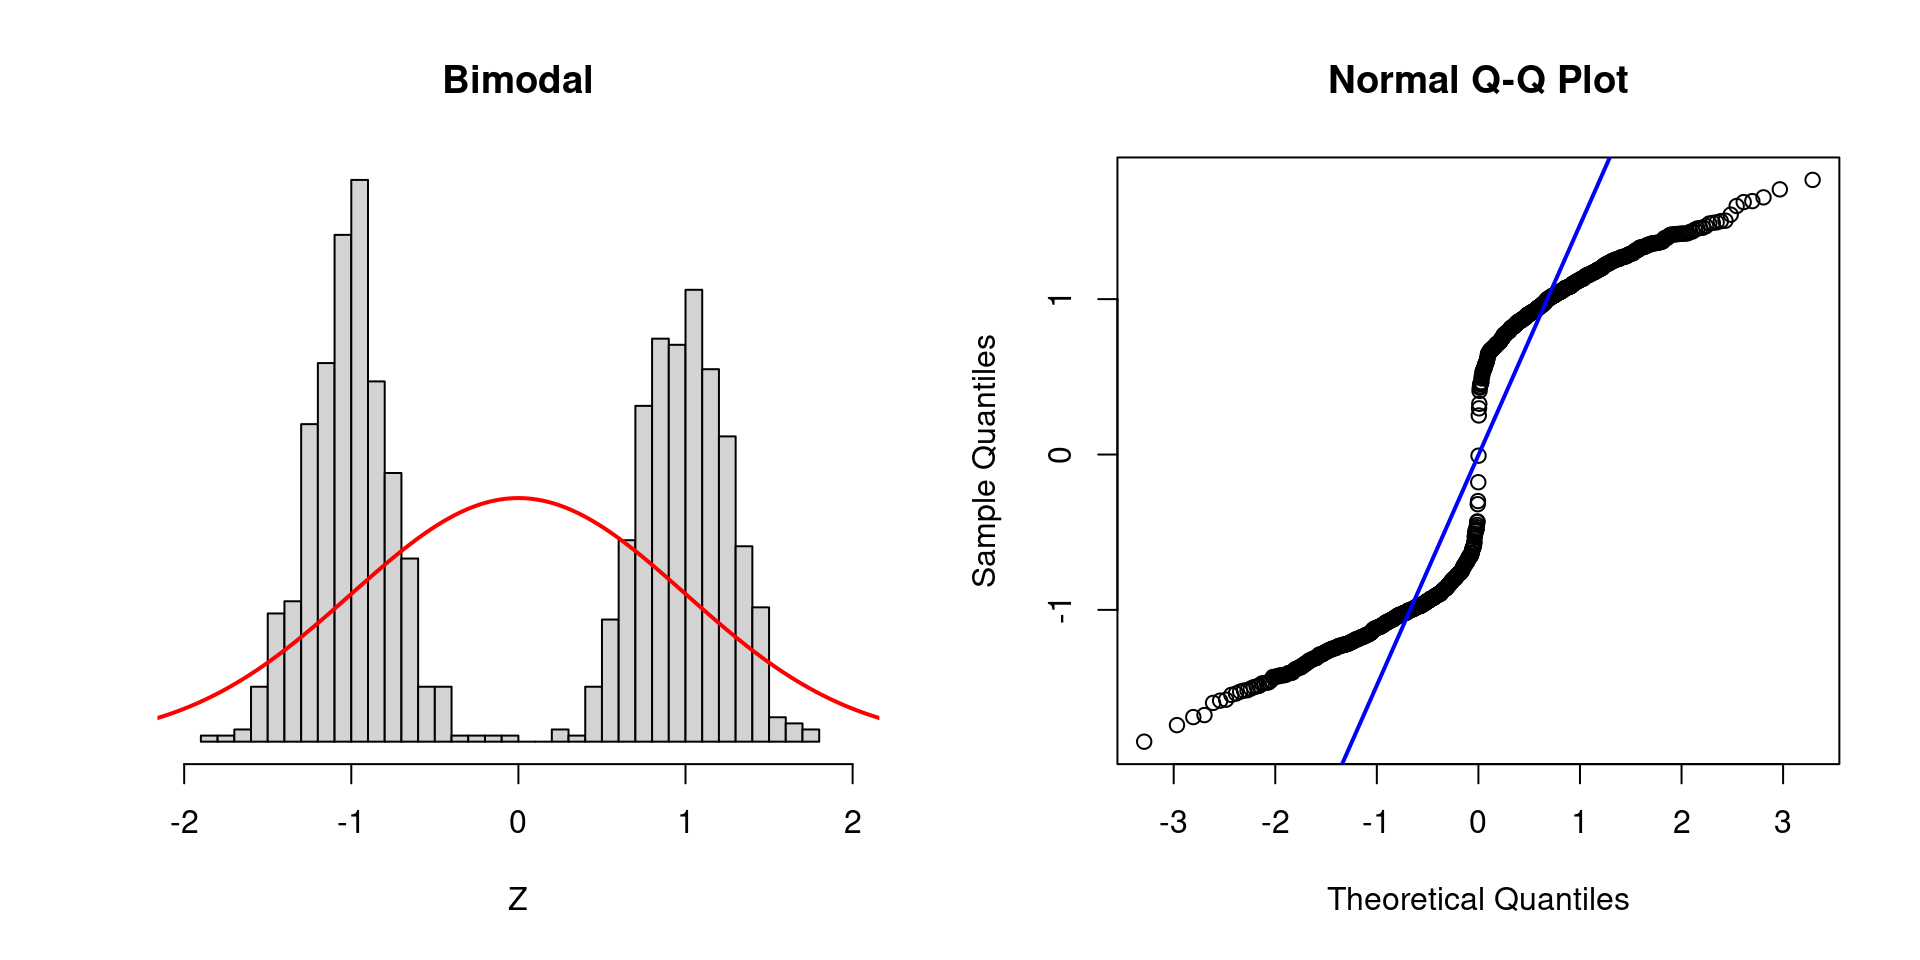 Bimodal
-2 -1 0 1 2
Z
Normal Q-Q Plot
Sample Quantiles
1
0
-1
-3 -2 -1 0 1 2 3
Theoretical Quantiles